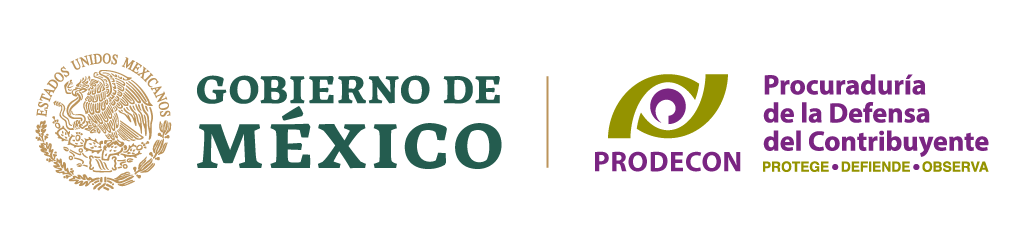 ESTADOS UNIDOS MEXICANOS
GOBIERNO DE
MÉXICO
PRODECON
Procuraduría
de la Defensa
del Contribuyente
PROTEGE • DEFIENDE • OBSERVA